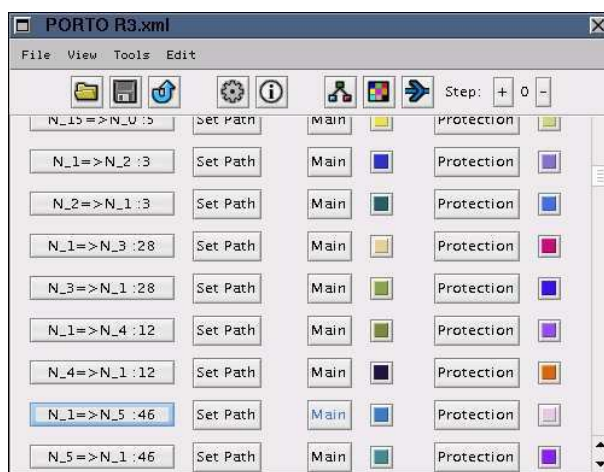 PORTO R3.xml
File View Tools Edit
Step: + 0 -
N_15=>N_0 :5 Set Path Main Protection
N_1=>N_2 :3 Set Path Main Protection
N_2=>N_1 :3 Set Path Main Protection
N_1=>N_3 :28 Set Path Main Protection
N_3=>N_1 :28 Set Path Main Protection
N_1=>N_4 :12 Set Path Main Protection
N_4=>N_1 :12 Set Path Main Protection
N_1=>N_5 :46 Set Path Main Protection
N_5=>N_1 :46 Set Path Main Protection